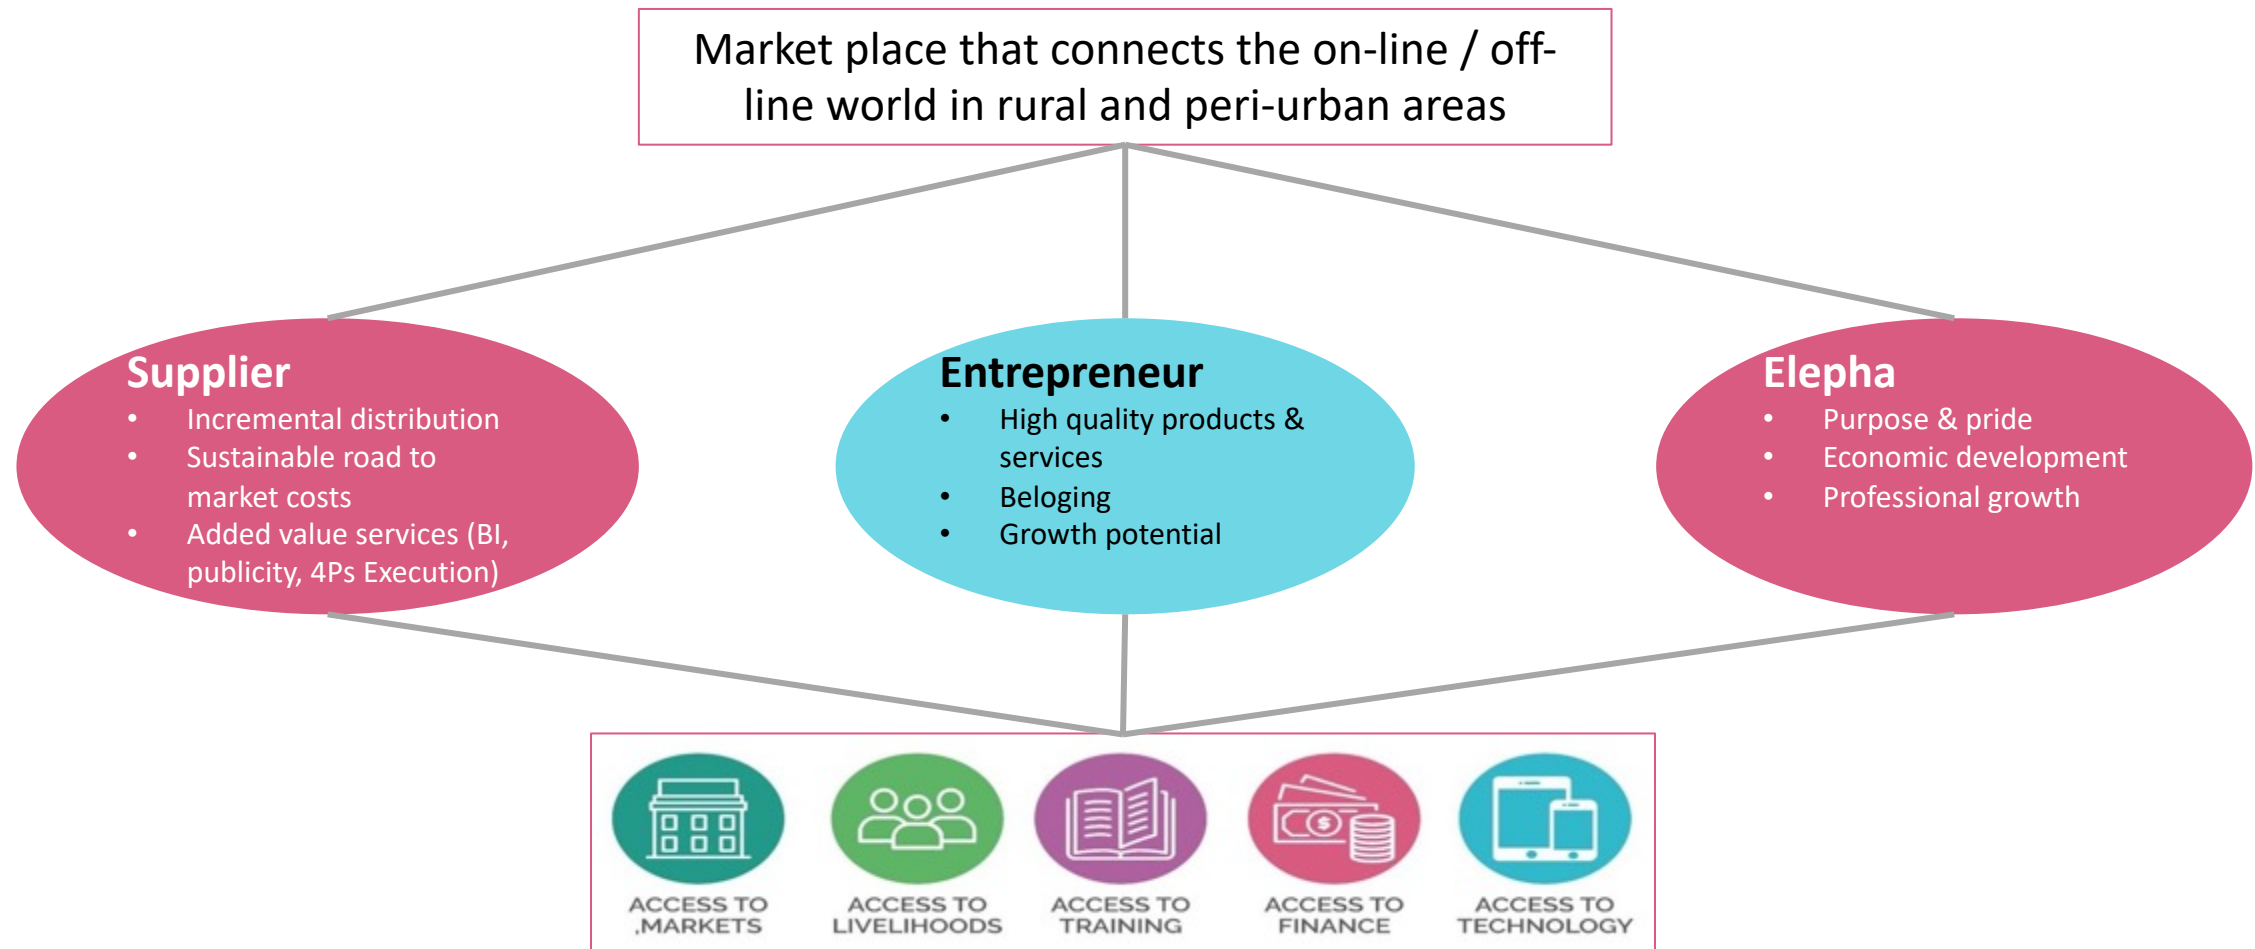 Market place that connects the on-line / off-
line world in rural and peri-urban areas
Supplier
• Incremental distribution
• Sustainable road to
market costs
• Added value services (BI,
publicity, 4Ps Execution)
Entrepreneur
• High quality products &
services
• Beloging
• Growth potential
Elepha
• Purpose & pride
• Economic development
• Professional growth
ACCESS TO
,MARKETS
ACCESS TO
LIVELIHOODS
ACCESS TO
TRAINING
ACCESS TO
FINANCE
ACCESS TO
TECHNOLOGY